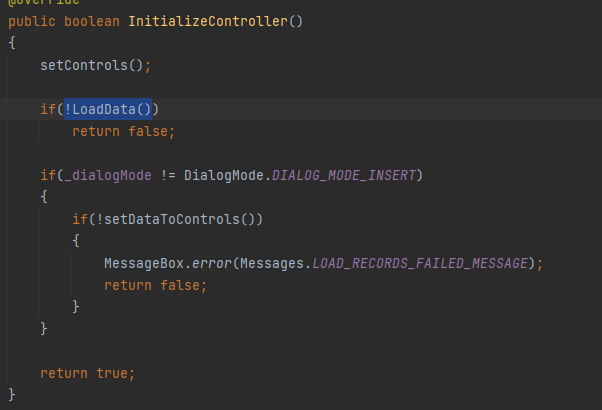 @Override
public boolean InitializeController()
{
setControls();
if(!LoadData())
return false;
if(_dialogMode != DialogMode.DIALOG_MODE_INSERT)
{
if(!setDataToControls())
{
MessageBox.error(Messages.LOAD_RECORDS_FAILED_MESSAGE);
return false;
}
}
return true;
}